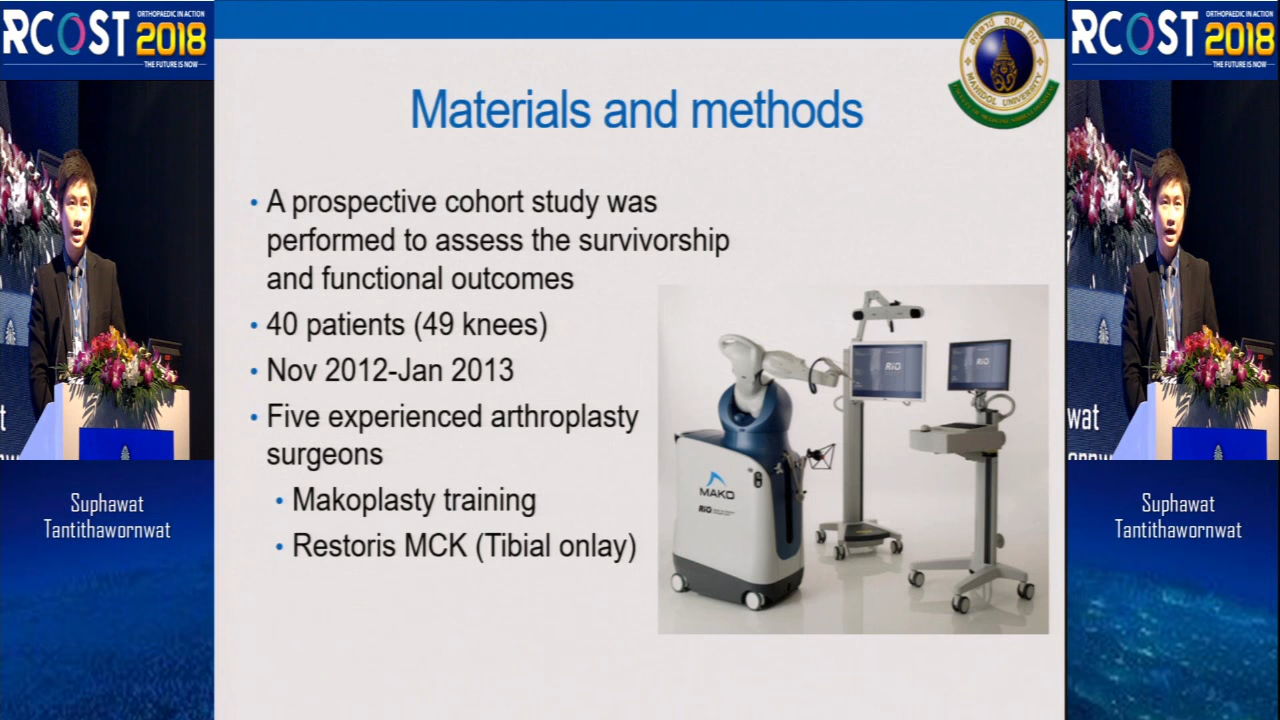 ORTHOPAEDIC IN ACTION
RCOST 2018
THE FUTURE IS NOW
Suphawat
Tantithawornwat
Materials and methods
MAHIDOL UNIVERSITY
• A prospective cohort study was
performed to assess the survivorship
and functional outcomes
• 40 patients (49 knees)
• Nov 2012-Jan 2013
• Five experienced arthroplasty
surgeons
• Makoplasty training
• Restoris MCK (Tibial onlay)
MAKO
RIO
RIO
RIO
ORTHOPAEDIC IN ACTION
RCOST 2018
THE FUTURE IS NOW
wat
Suphawat
Tantithawornwat